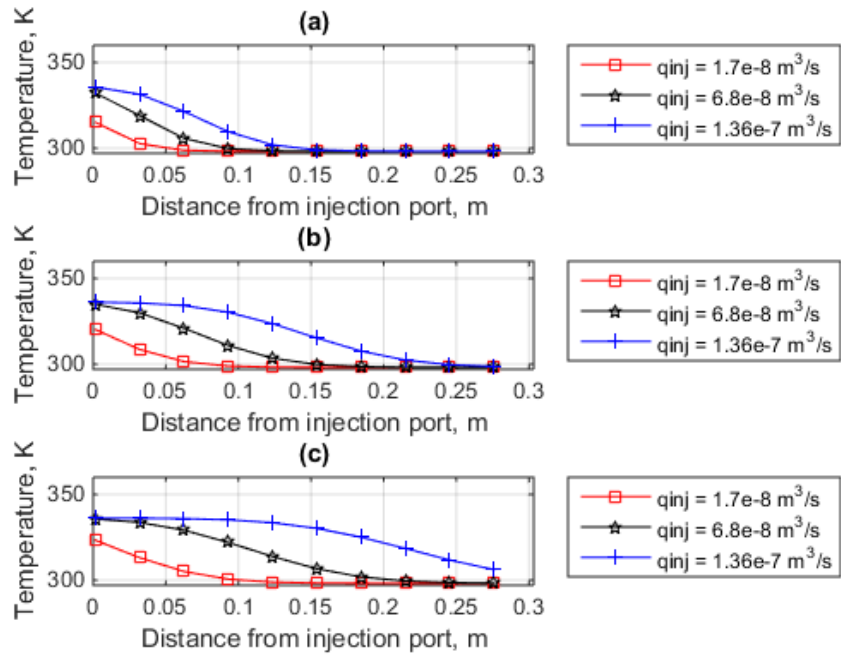 (a)
Temperature, K
350
300
0 0.05 0.1 0.15 0.2 0.25 0.3
Distance from injection port, m
qinj = 1.7e-8 m³/s
qinj = 6.8e-8 m³/s
qinj = 1.36e-7 m³/s
(b)
Temperature, K
350
300
0 0.05 0.1 0.15 0.2 0.25 0.3
Distance from injection port, m
qinj = 1.7e-8 m³/s
qinj = 6.8e-8 m³/s
qinj = 1.36e-7 m³/s
(c)
Temperature, K
350
300
0 0.05 0.1 0.15 0.2 0.25 0.3
Distance from injection port, m
qinj = 1.7e-8 m³/s
qinj = 6.8e-8 m³/s
qinj = 1.36e-7 m³/s